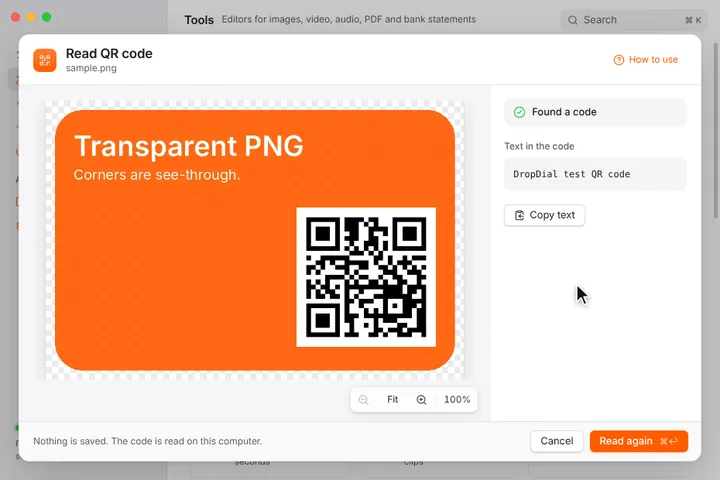 Tools
Editors for images, video, audio, PDF and bank statements
Search
⌘ K
Read QR code
sample.png
How to use
Transparent PNG
Corners are see-through.
Found a code
Text in the code
DropDial test QR code
Copy text
Fit
100%
Nothing is saved. The code is read on this computer.
Cancel
Read again ⌘↩
seconds
clips